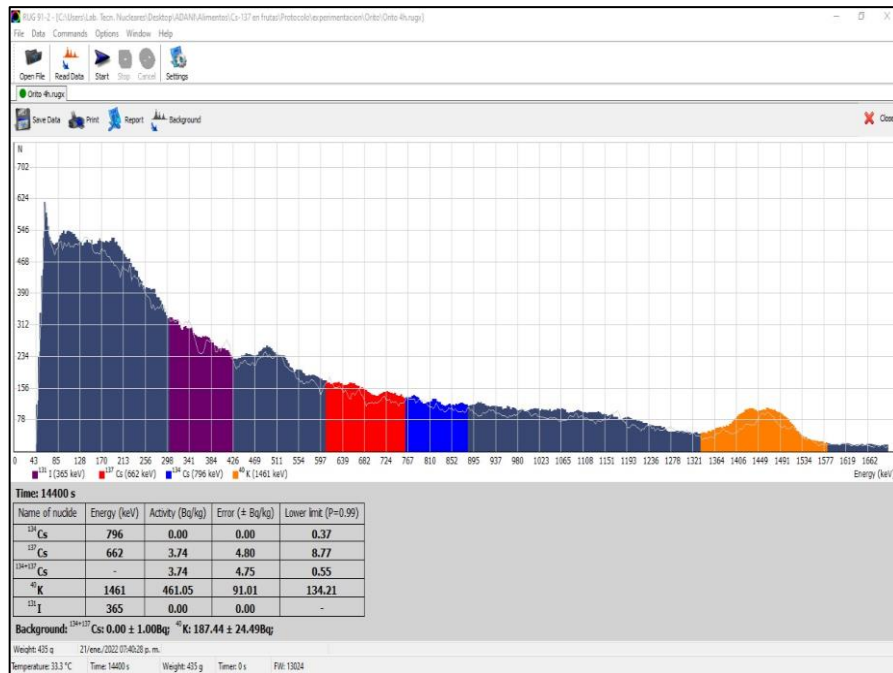 RUG 91-2 - [C:\Users\Lab. Tecn. Nucleares\Desktop\ADANI\Alimentos\Cs-137 en frutas\Protocolo\experimentacion\Orito\Orito 4h.rugx]
File Data Commands Options Window Help
Open File Read Data Start Stop Cancel Settings
Orito 4h.rugx
Save Data Print Report Background Close
N
702
624
546
468
390
312
234
156
78
0 43 85 128 170 213 256 298 341 384 426 469 511 554 597 639 682 724 767 810 852 895 937 980 1023 1065 1108 1151 1193 1236 1278 1321 1364 1406 1449 1491 1534 1577 1619 1662
131 I (365 keV) 137 Cs (662 keV) 134 Cs (796 keV) 40 K (1461 keV) Energy (keV)
Time: 14400 s
Name of nuclide Energy (keV) Activity (Bq/kg) Error (± Bq/kg) Lower limit (P=0.99)
134Cs 796 0.00 0.00 0.37
137Cs 662 3.74 4.80 8.77
134+137Cs - 3.74 4.75 0.55
40K 1461 461.05 91.01 134.21
131I 365 0.00 0.00 -
Background: 134+137Cs: 0.00 ± 1.00Bq; 40K: 187.44 ± 24.49Bq;
Weight: 435 g 21/ene./2022 07:40:28 p. m.
Temperature: 33.3 °C Time: 14400 s Weight: 435 g Timer: 0 s FW: 13024